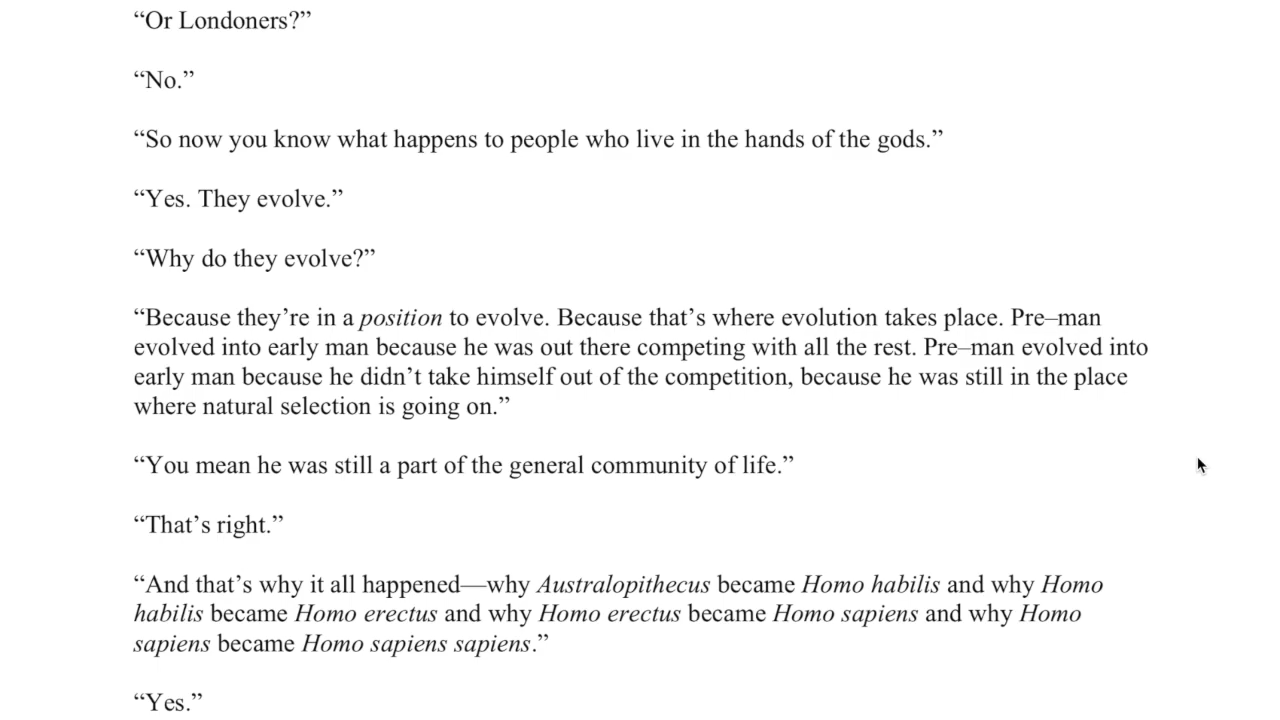 “Or Londoners?”
“No.”
“So now you know what happens to people who live in the hands of the gods.”
“Yes. They evolve.”
“Why do they evolve?”
“Because they’re in a position to evolve. Because that’s where evolution takes place. Pre–man
evolved into early man because he was out there competing with all the rest. Pre–man evolved into
early man because he didn’t take himself out of the competition, because he was still in the place
where natural selection is going on.”
“You mean he was still a part of the general community of life.”
“That’s right.”
“And that’s why it all happened—why Australopithecus became Homo habilis and why Homo
habilis became Homo erectus and why Homo erectus became Homo sapiens and why Homo
sapiens became Homo sapiens sapiens.”
“Yes.”